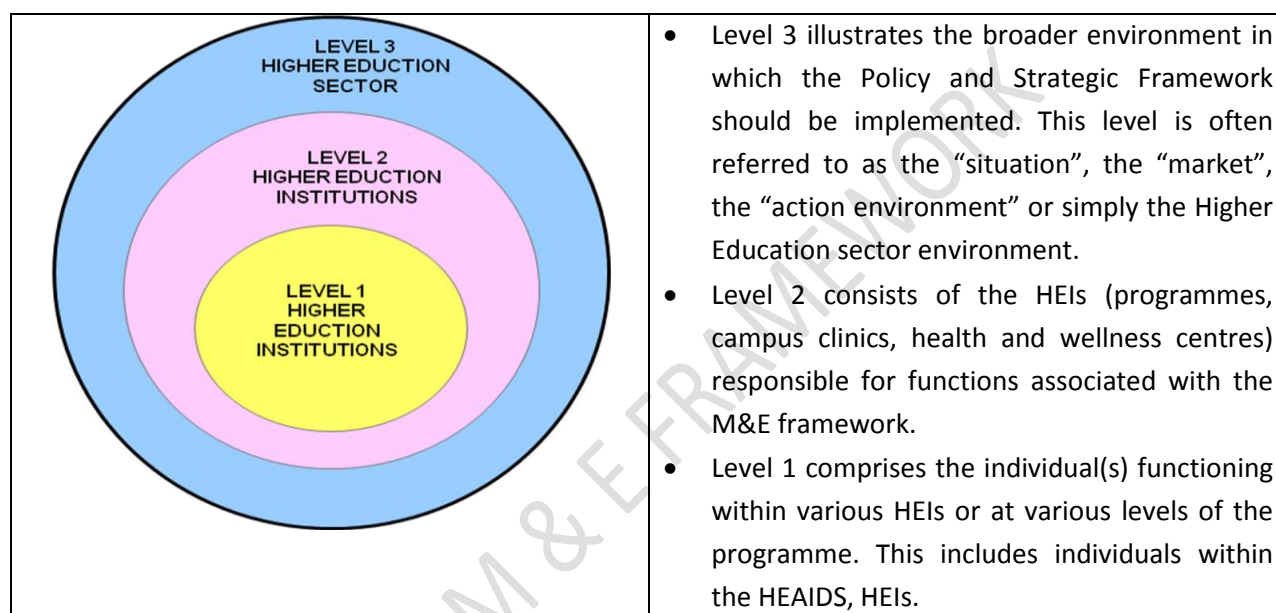 LEVEL 3
HIGHER EDUCTION
SECTOR
LEVEL 2
HIGHER EDUCTION
INSTITUTIONS
LEVEL 1
HIGHER
EDUCTION
INSTITUTIONS
• Level 3 illustrates the broader environment in
which the Policy and Strategic Framework
should be implemented. This level is often
referred to as the “situation”, the “market”,
the “action environment” or simply the Higher
Education sector environment.
• Level 2 consists of the HEIs (programmes,
campus clinics, health and wellness centres)
responsible for functions associated with the
M&E framework.
• Level 1 comprises the individual(s) functioning
within various HEIs or at various levels of the
programme. This includes individuals within
the HEAIDS, HEIs.
M & E FRAMEWORK